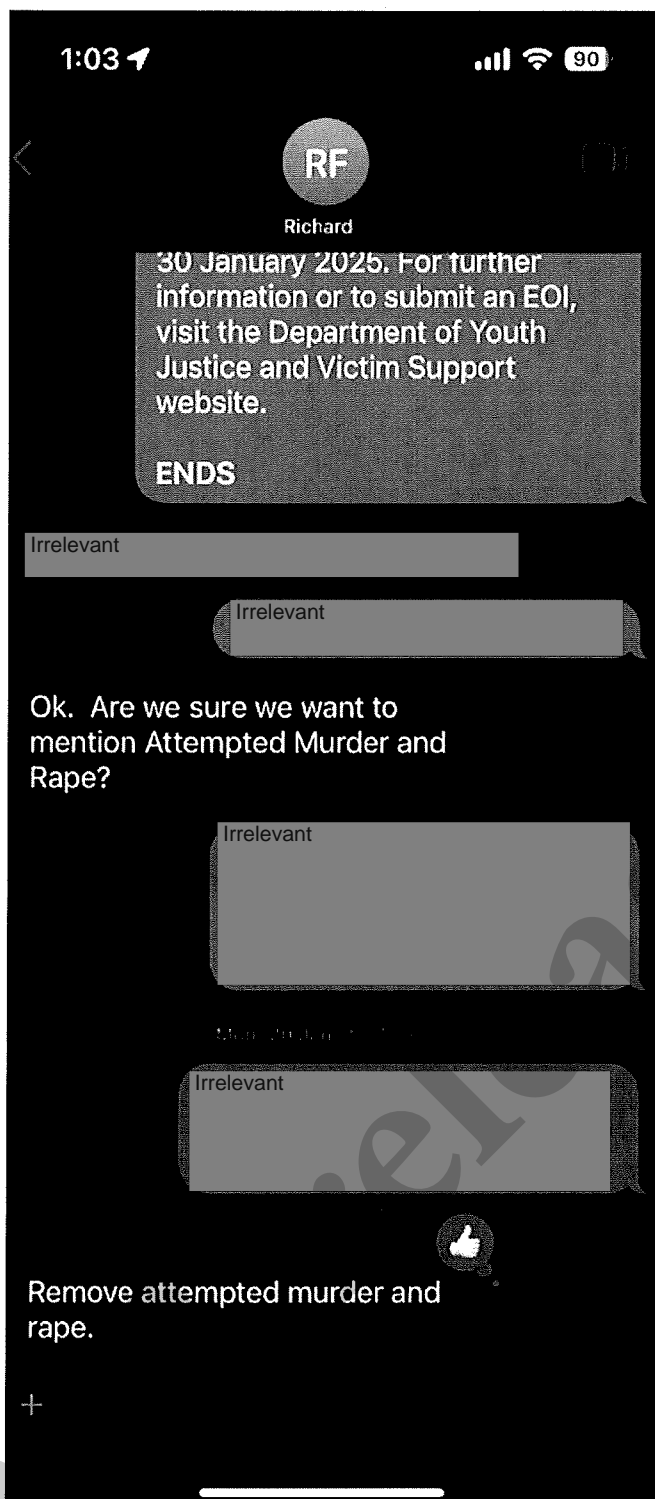 1:03
90
RF
Richard
30 January 2025. For further
information or to submit an EOI,
visit the Department of Youth
Justice and Victim Support
website.
ENDS
Irrelevant
Irrelevant
Ok.  Are we sure we want to
mention Attempted Murder and
Rape?
Irrelevant
Irrelevant
Remove attempted murder and
rape.